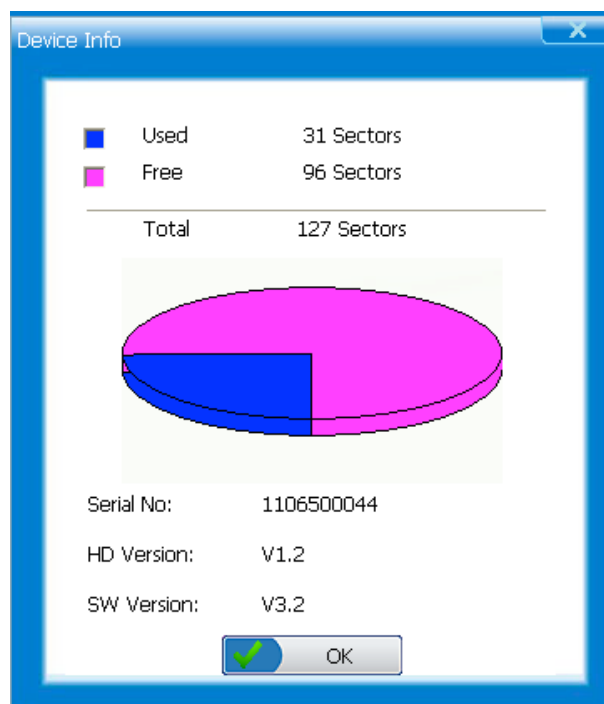 Device Info
Used 31 Sectors
Free 96 Sectors
Total 127 Sectors
Serial No: 1106500044
HD Version: V1.2
SW Version: V3.2
OK